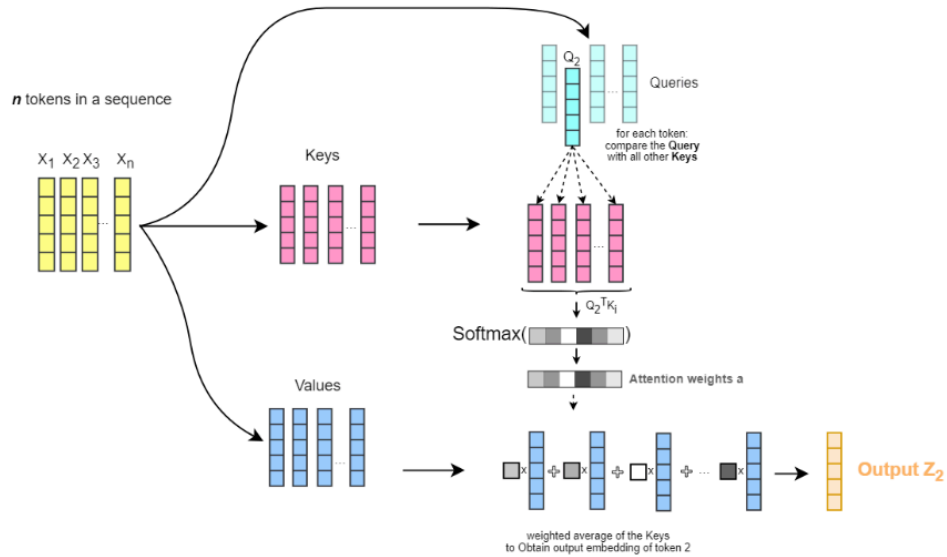 n tokens in a sequence
X1 X2 X3 ... Xn
Keys
...
Values
...
Q2
...
Queries
for each token:
compare the Query
with all other Keys
...
Q2TKi
Softmax( )
Attention weights a
x + x + x + ... x
Output Z2
weighted average of the Keys
to Obtain output embedding of token 2